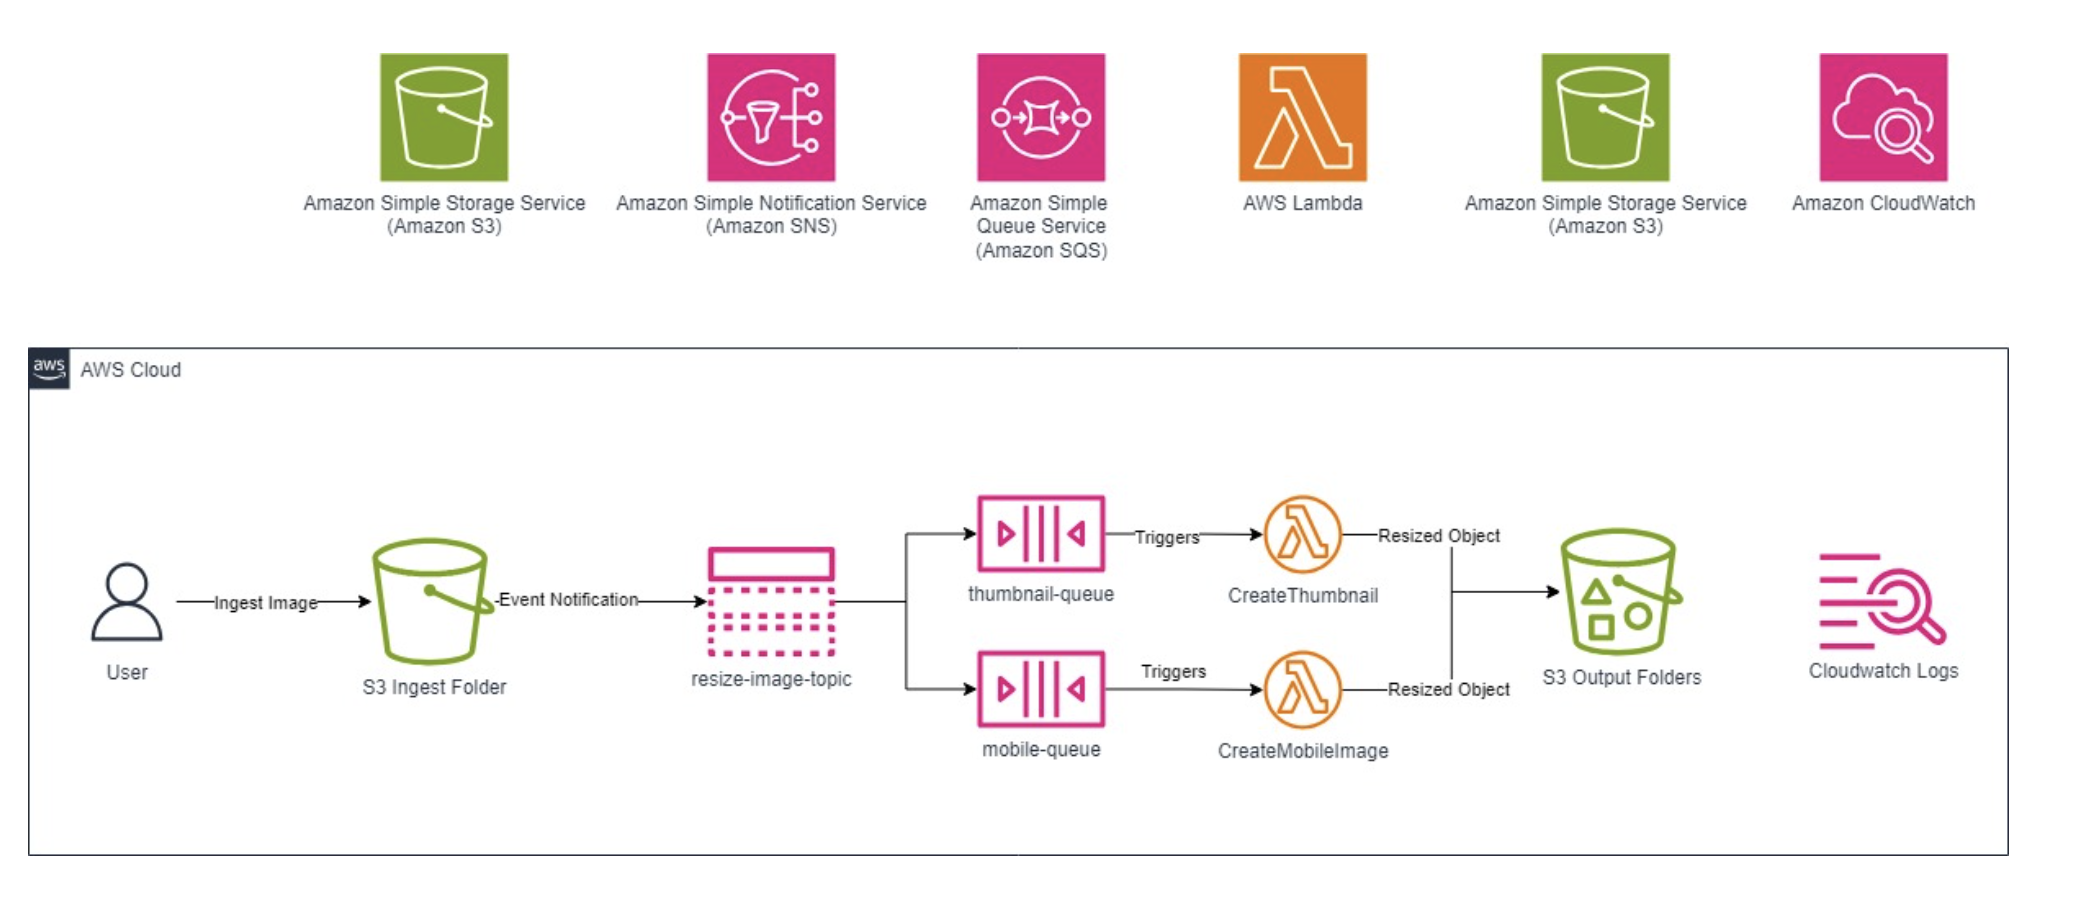 Amazon Simple Storage Service
(Amazon S3)
Amazon Simple Notification Service
(Amazon SNS)
Amazon Simple
Queue Service
(Amazon SQS)
AWS Lambda
Amazon Simple Storage Service
(Amazon S3)
Amazon CloudWatch
aws
AWS Cloud
User
Ingest Image
S3 Ingest Folder
Event Notification
resize-image-topic
thumbnail-queue
Triggers
CreateThumbnail
Resized Object
mobile-queue
Triggers
CreateMobileImage
Resized Object
S3 Output Folders
Cloudwatch Logs